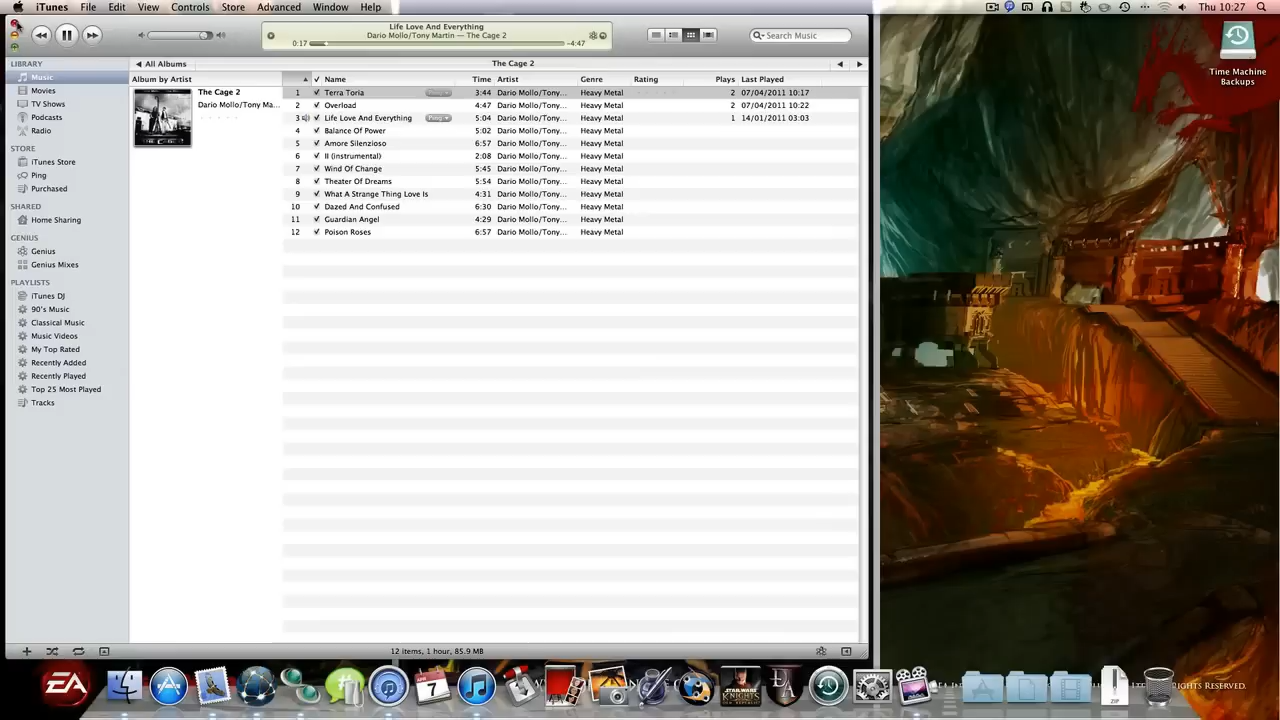 iTunes File Edit View Controls Store Advanced Window Help Thu 10:27
Life Love And Everything
Dario Mollo/Tony Martin — The Cage 2
0:17 -4:47
Search Music
LIBRARY
Music
Movies
TV Shows
Podcasts
Radio
STORE
iTunes Store
Ping
Purchased
SHARED
Home Sharing
GENIUS
Genius
Genius Mixes
PLAYLISTS
iTunes DJ
90's Music
Classical Music
Music Videos
My Top Rated
Recently Added
Recently Played
Top 25 Most Played
Tracks
All Albums The Cage 2
Album by Artist
The Cage 2
Dario Mollo/Tony Ma...
Name Time Artist Genre Rating Plays Last Played
1 Terra Toria Ping 3:44 Dario Mollo/Tony... Heavy Metal 2 07/04/2011 10:17
2 Overload 4:47 Dario Mollo/Tony... Heavy Metal 2 07/04/2011 10:22
3 Life Love And Everything Ping 5:04 Dario Mollo/Tony... Heavy Metal 1 14/01/2011 03:03
4 Balance Of Power 5:02 Dario Mollo/Tony... Heavy Metal
5 Amore Silenzioso 6:57 Dario Mollo/Tony... Heavy Metal
6 II (instrumental) 2:08 Dario Mollo/Tony... Heavy Metal
7 Wind Of Change 5:45 Dario Mollo/Tony... Heavy Metal
8 Theater Of Dreams 5:54 Dario Mollo/Tony... Heavy Metal
9 What A Strange Thing Love Is 4:31 Dario Mollo/Tony... Heavy Metal
10 Dazed And Confused 6:30 Dario Mollo/Tony... Heavy Metal
11 Guardian Angel 4:29 Dario Mollo/Tony... Heavy Metal
12 Poison Roses 6:57 Dario Mollo/Tony... Heavy Metal
12 items, 1 hour, 85.9 MB
Time Machine
Backups
EA
APR
7
STAR WARS
KNIGHTS
ZIP
RIGHTS RESERVED.